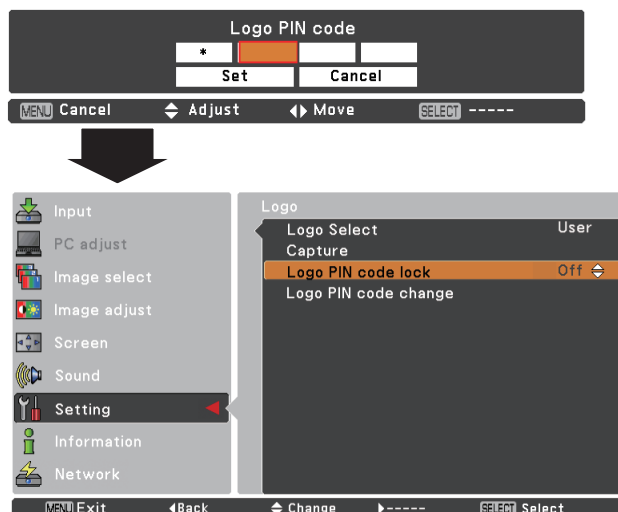 Logo PIN code
*
Set Cancel
MENU Cancel Adjust Move SELECT -----
Input
PC adjust
Image select
Image adjust
Screen
Sound
Setting
Information
Network
Logo
Logo Select User
Capture
Logo PIN code lock Off
Logo PIN code change
MENU Exit Back Change ----- SELECT Select